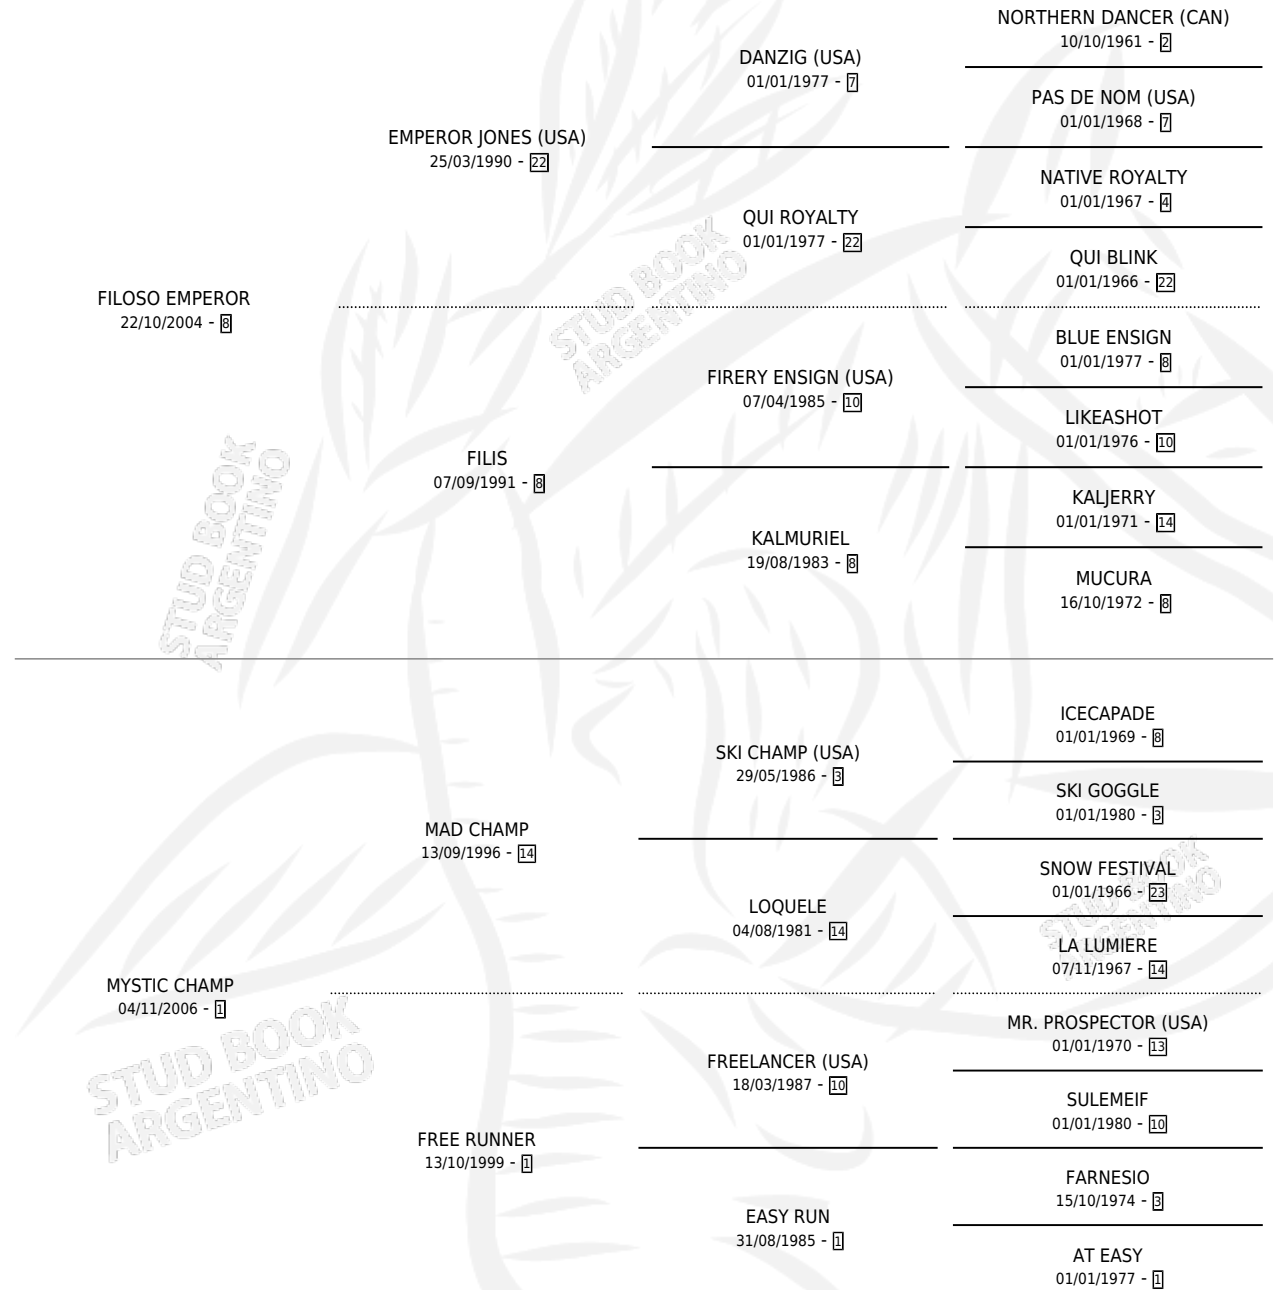 NORTHERN DANCER (CAN)
10/10/1961 - 2
DANZIG (USA)
01/01/1977 - 7
PAS DE NOM (USA)
01/01/1968 - 7
EMPEROR JONES (USA)
25/03/1990 - 22
NATIVE ROYALTY
01/01/1967 - 4
QUI ROYALTY
01/01/1977 - 22
QUI BLINK
01/01/1966 - 22
FILOSO EMPEROR
22/10/2004 - 8
BLUE ENSIGN
01/01/1977 - 8
FIRERY ENSIGN (USA)
07/04/1985 - 10
LIKEASHOT
01/01/1976 - 10
FILIS
07/09/1991 - 8
KALJERRY
01/01/1971 - 14
KALMURIEL
19/08/1983 - 8
MUCURA
16/10/1972 - 8
STUD BOOK
ARGENTINO
STUD BOOK
ARGENTINO
ICECAPADE
01/01/1969 - 8
SKI CHAMP (USA)
29/05/1986 - 3
SKI GOGGLE
01/01/1980 - 3
MAD CHAMP
13/09/1996 - 14
SNOW FESTIVAL
01/01/1966 - 23
LOQUELE
04/08/1981 - 14
LA LUMIERE
07/11/1967 - 14
MYSTIC CHAMP
04/11/2006 - 1
MR. PROSPECTOR (USA)
01/01/1970 - 13
FREELANCER (USA)
18/03/1987 - 10
SULEMEIF
01/01/1980 - 10
FREE RUNNER
13/10/1999 - 1
FARNESIO
15/10/1974 - 3
EASY RUN
31/08/1985 - 1
AT EASY
01/01/1977 - 1
STUD BOOK
ARGENTINO
STUD BOOK
ARGENTINO